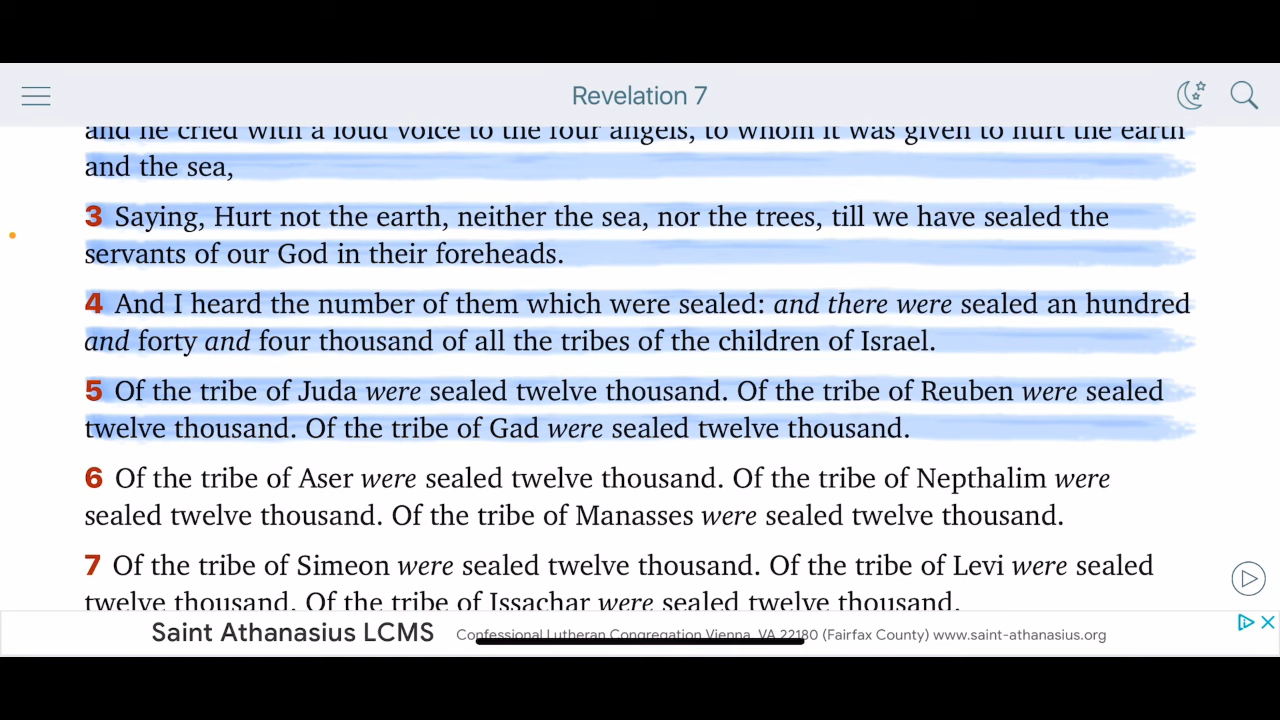 Revelation 7
and he cried with a loud voice to the four angels, to whom it was given to hurt the earth
and the sea,
3 Saying, Hurt not the earth, neither the sea, nor the trees, till we have sealed the
servants of our God in their foreheads.
4 And I heard the number of them which were sealed: and there were sealed an hundred
and forty and four thousand of all the tribes of the children of Israel.
5 Of the tribe of Juda were sealed twelve thousand. Of the tribe of Reuben were sealed
twelve thousand. Of the tribe of Gad were sealed twelve thousand.
6 Of the tribe of Aser were sealed twelve thousand. Of the tribe of Nepthalim were
sealed twelve thousand. Of the tribe of Manasses were sealed twelve thousand.
7 Of the tribe of Simeon were sealed twelve thousand. Of the tribe of Levi were sealed
twelve thousand. Of the tribe of Issachar were sealed twelve thousand.
Saint Athanasius LCMS Confessional Lutheran Congregation Vienna, VA 22180 (Fairfax County) www.saint-athanasius.org